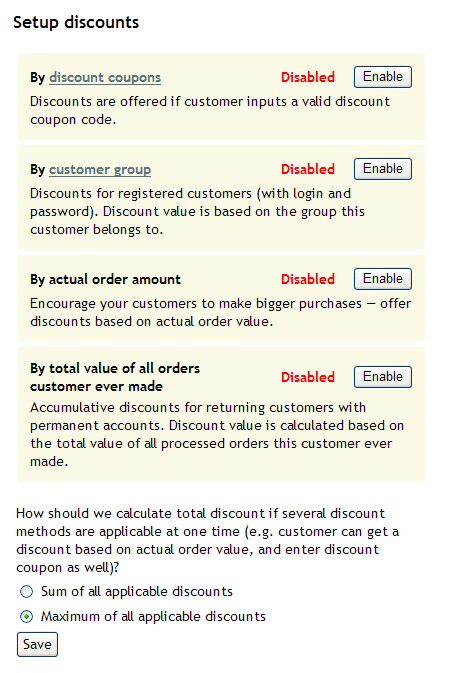 Setup discounts
By discount coupons Disabled Enable
Discounts are offered if customer inputs a valid discount
coupon code.
By customer group Disabled Enable
Discounts for registered customers (with login and
password). Discount value is based on the group this
customer belongs to.
By actual order amount Disabled Enable
Encourage your customers to make bigger purchases — offer
discounts based on actual order value.
By total value of all orders
customer ever made Disabled Enable
Accumulative discounts for returning customers with
permanent accounts. Discount value is calculated based on
the total value of all processed orders this customer ever
made.
How should we calculate total discount if several discount
methods are applicable at one time (e.g. customer can get a
discount based on actual order value, and enter discount
coupon as well)?
Sum of all applicable discounts
Maximum of all applicable discounts
Save